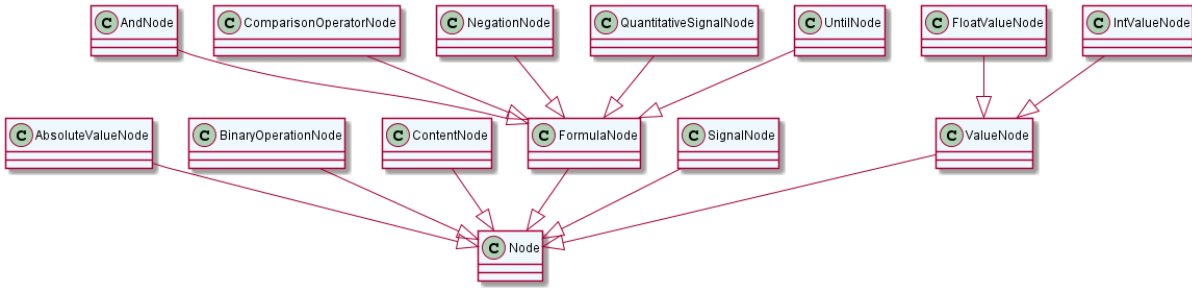 C AndNode
C ComparisonOperatorNode
C NegationNode
C QuantitativeSignalNode
C UntilNode
C FloatValueNode
C IntValueNode
C AbsoluteValueNode
C BinaryOperationNode
C ContentNode
C FormulaNode
C SignalNode
C ValueNode
C Node